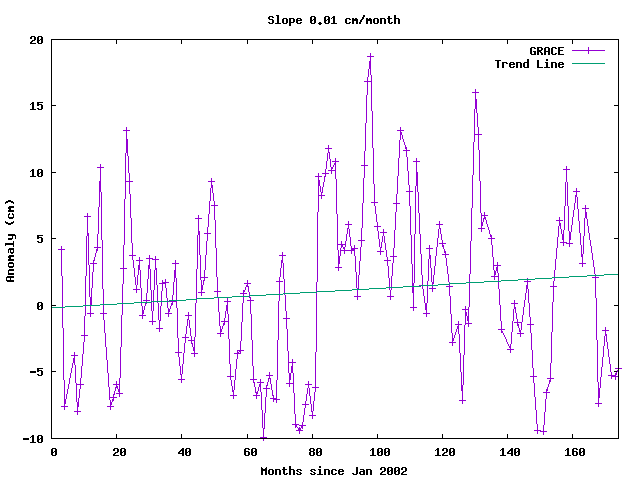 Slope 0.01 cm/month
GRACE
Trend Line
Anomaly (cm)
20
15
10
5
0
-5
-10
0 20 40 60 80 100 120 140 160
Months since Jan 2002